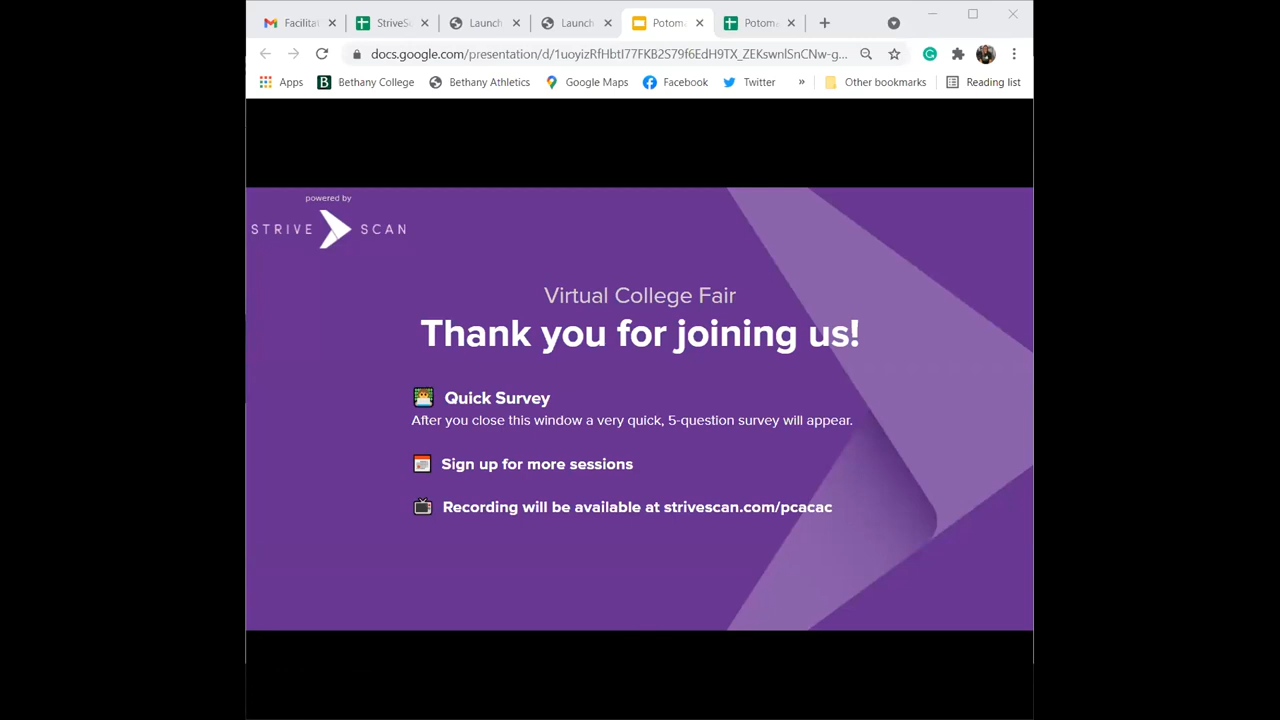 Facilitat
StriveSc
Launch
Launch
Potoma
Potoma
docs.google.com/presentation/d/1uoyizRfHbtI77FKB2S79f6EdH9TX_ZEKswnlSnCNw-g...
Apps
Bethany College
Bethany Athletics
Google Maps
Facebook
Twitter
»
Other bookmarks
Reading list
powered by
STRIVE SCAN
Virtual College Fair
Thank you for joining us!
Quick Survey
After you close this window a very quick, 5-question survey will appear.
Sign up for more sessions
Recording will be available at strivescan.com/pcacac